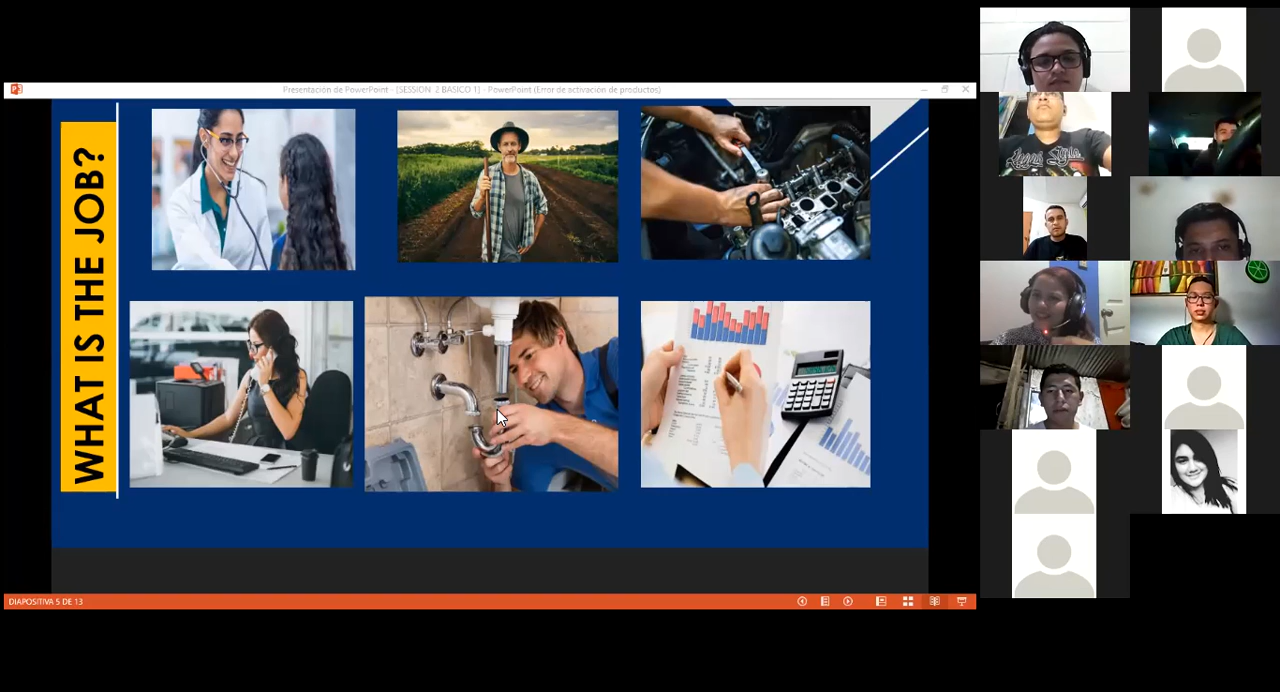 Presentación de PowerPoint - [SESSION  2 BASICO 1] - PowerPoint (Error de activación de productos)
WHAT IS THE JOB?
DIAPOSITIVA 5 DE 13